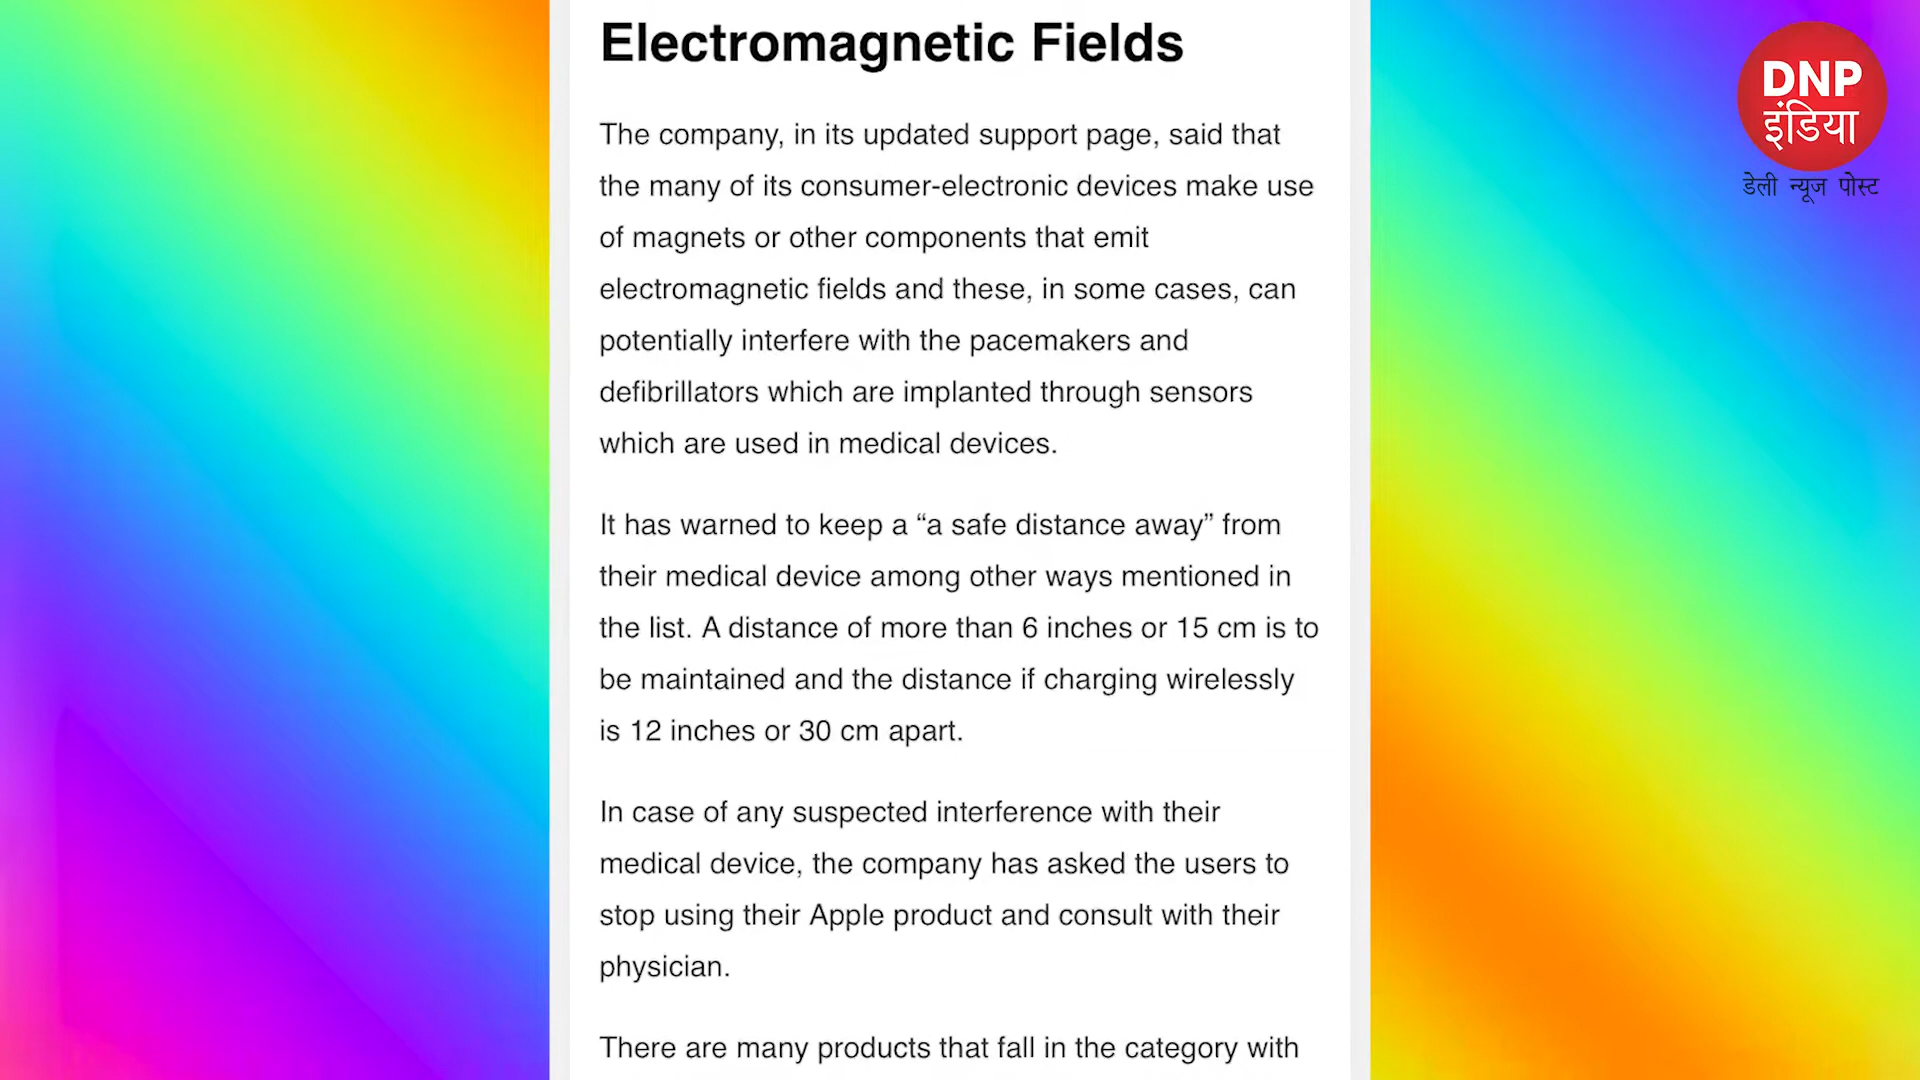 Electromagnetic Fields
The company, in its updated support page, said that
the many of its consumer-electronic devices make use
of magnets or other components that emit
electromagnetic fields and these, in some cases, can
potentially interfere with the pacemakers and
defibrillators which are implanted through sensors
which are used in medical devices.
It has warned to keep a “a safe distance away” from
their medical device among other ways mentioned in
the list. A distance of more than 6 inches or 15 cm is to
be maintained and the distance if charging wirelessly
is 12 inches or 30 cm apart.
In case of any suspected interference with their
medical device, the company has asked the users to
stop using their Apple product and consult with their
physician.
There are many products that fall in the category with
DNP
इंडिया
डेली न्यूज पोस्ट